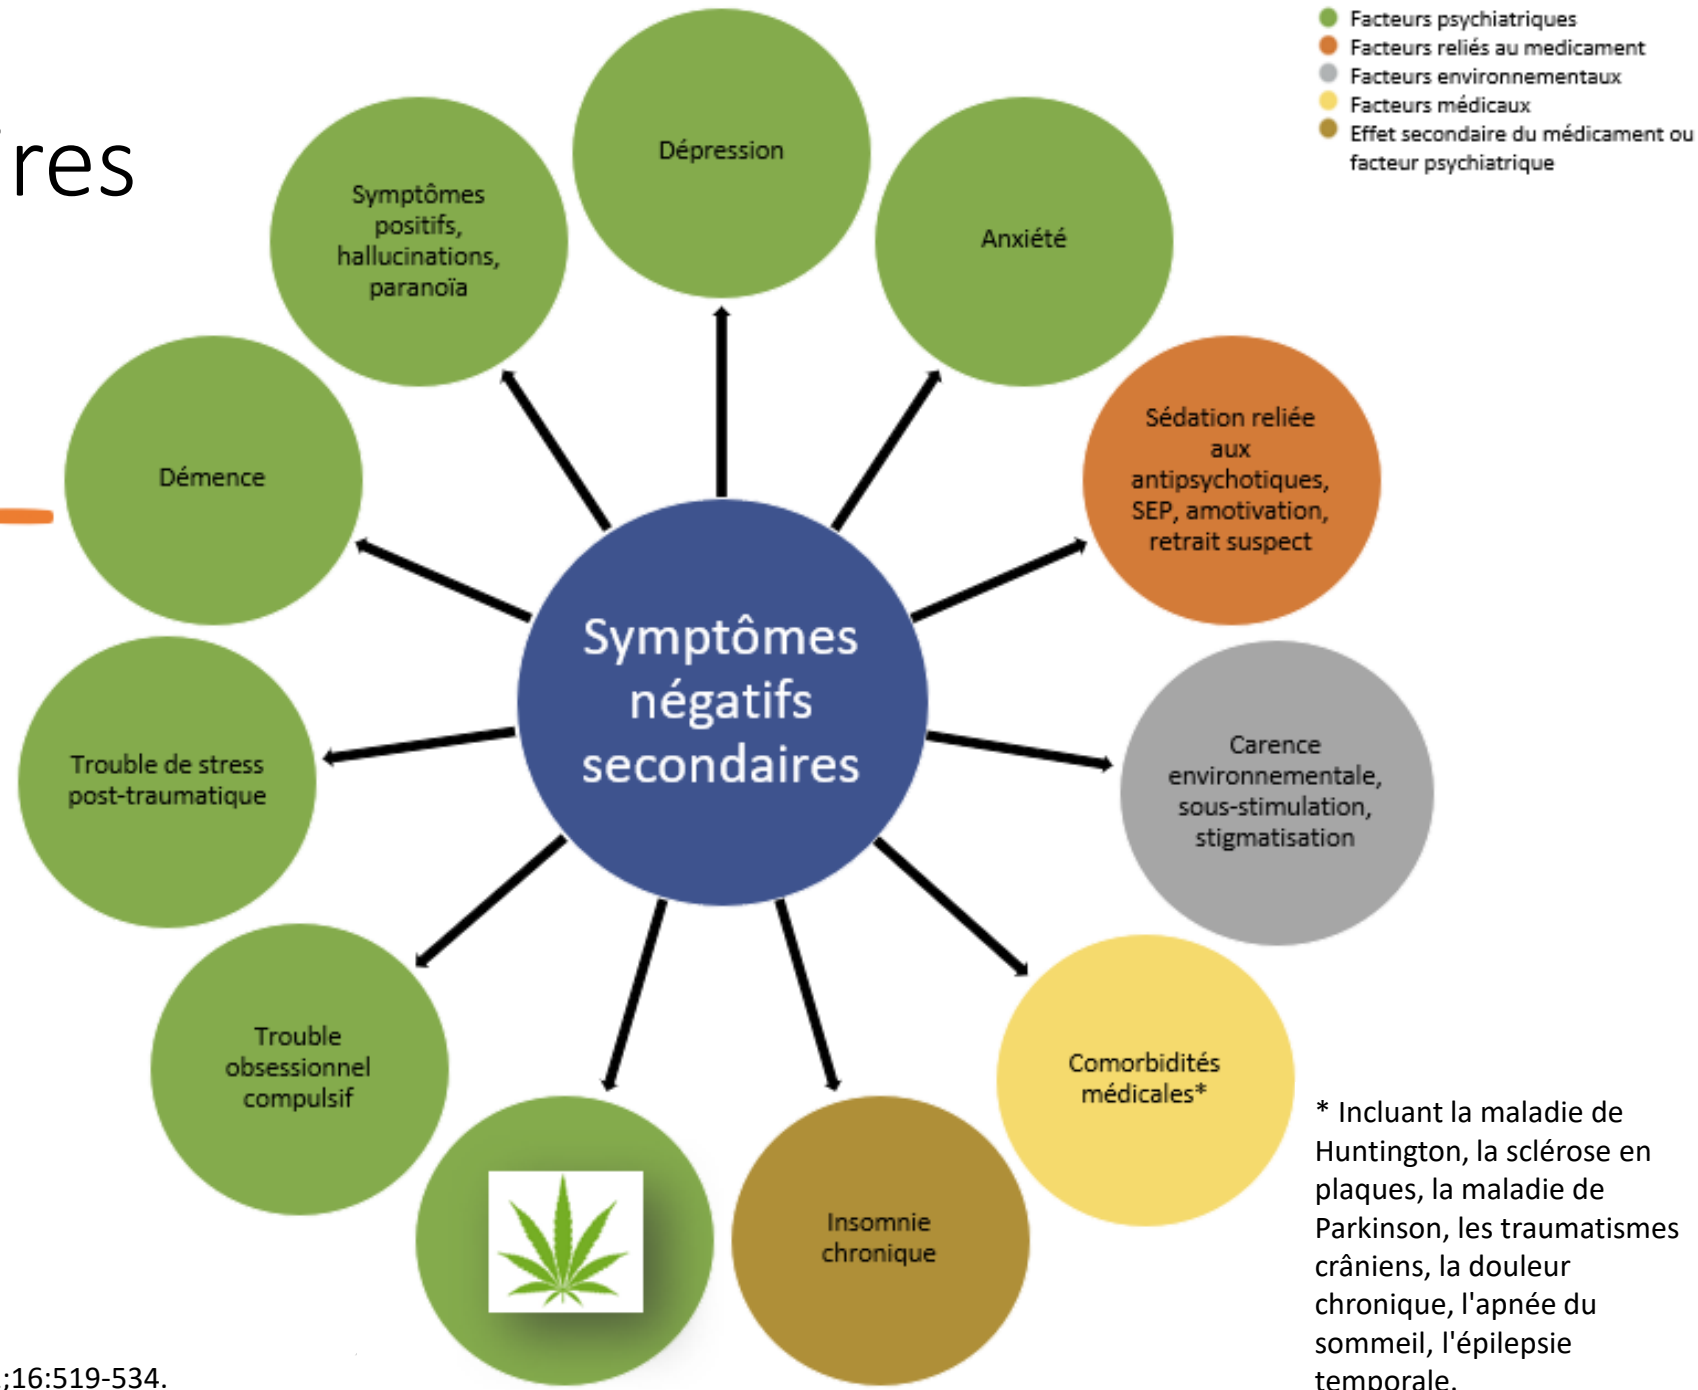 ires
Facteurs psychiatriques
Facteurs reliés au medicament
Facteurs environnementaux
Facteurs médicaux
Effet secondaire du médicament ou
facteur psychiatrique
Dépression
Symptômes
positifs,
hallucinations,
paranoïa
Anxiété
Sédation reliée
aux
antipsychotiques,
SEP, amotivation,
retrait suspect
Démence
Symptômes
négatifs
secondaires
Carence
environnementale,
sous-stimulation,
stigmatisation
Trouble de stress
post-traumatique
Trouble
obsessionnel
compulsif
Comorbidités
médicales*
Insomnie
chronique
* Incluant la maladie de
Huntington, la sclérose en
plaques, la maladie de
Parkinson, les traumatismes
crâniens, la douleur
chronique, l'apnée du
sommeil, l'épilepsie
temporale.
;16:519-534.